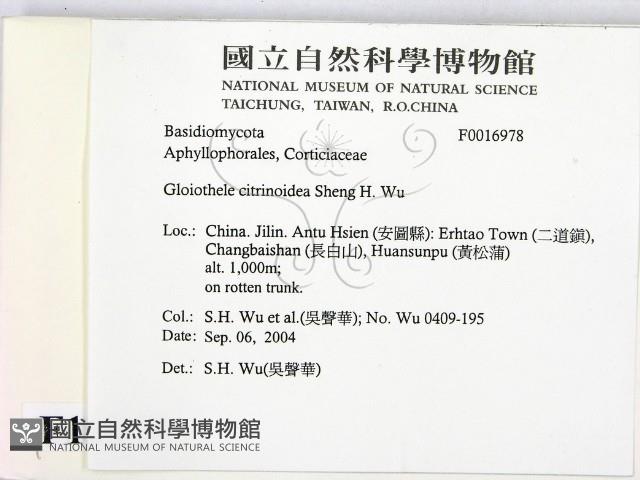 國立自然科學博物館
NATIONAL MUSEUM OF NATURAL SCIENCE
TAICHUNG, TAIWAN, R.O.CHINA
Basidiomycota F0016978
Aphyllophorales, Corticiaceae
Gloiothele citrinoidea Sheng H. Wu
Loc.: China. Jilin. Antu Hsien (安圖縣): Erhtao Town (二道鎭),
Changbaishan (長白山), Huansunpu (黃松蒲)
alt. 1,000m;
on rotten trunk.
Col.: S.H. Wu et al.(吳聲華); No. Wu 0409-195
Date: Sep. 06, 2004
Det.: S.H. Wu(吳聲華)
國立自然科學博物館
NATIONAL MUSEUM OF NATURAL SCIENCE